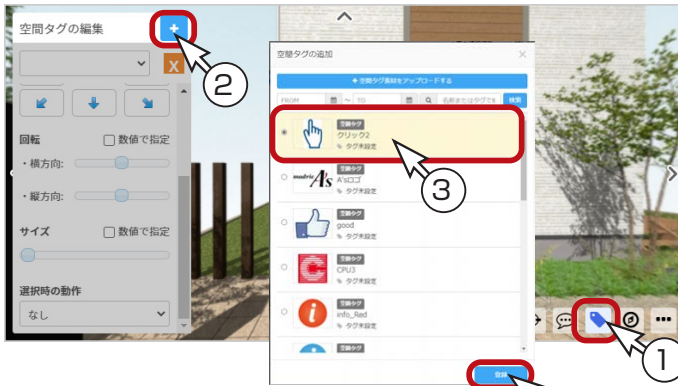 空間タグの編集
+
X
回転
数値で指定
・横方向:
・縦方向:
サイズ
数値で指定
選択時の動作
なし
②
空間タグの追加
×
+ 空間タグ素材をアップロードする
FROM
～
TO
名前またはタグで検
検索
空間タグ
クリック2
タグ未設定
madric A's
空間タグ
A'sロゴ
タグ未設定
空間タグ
good
タグ未設定
空間タグ
CPU3
タグ未設定
i
空間タグ
info_Red
タグ未設定
空間タグ
登録
③
①